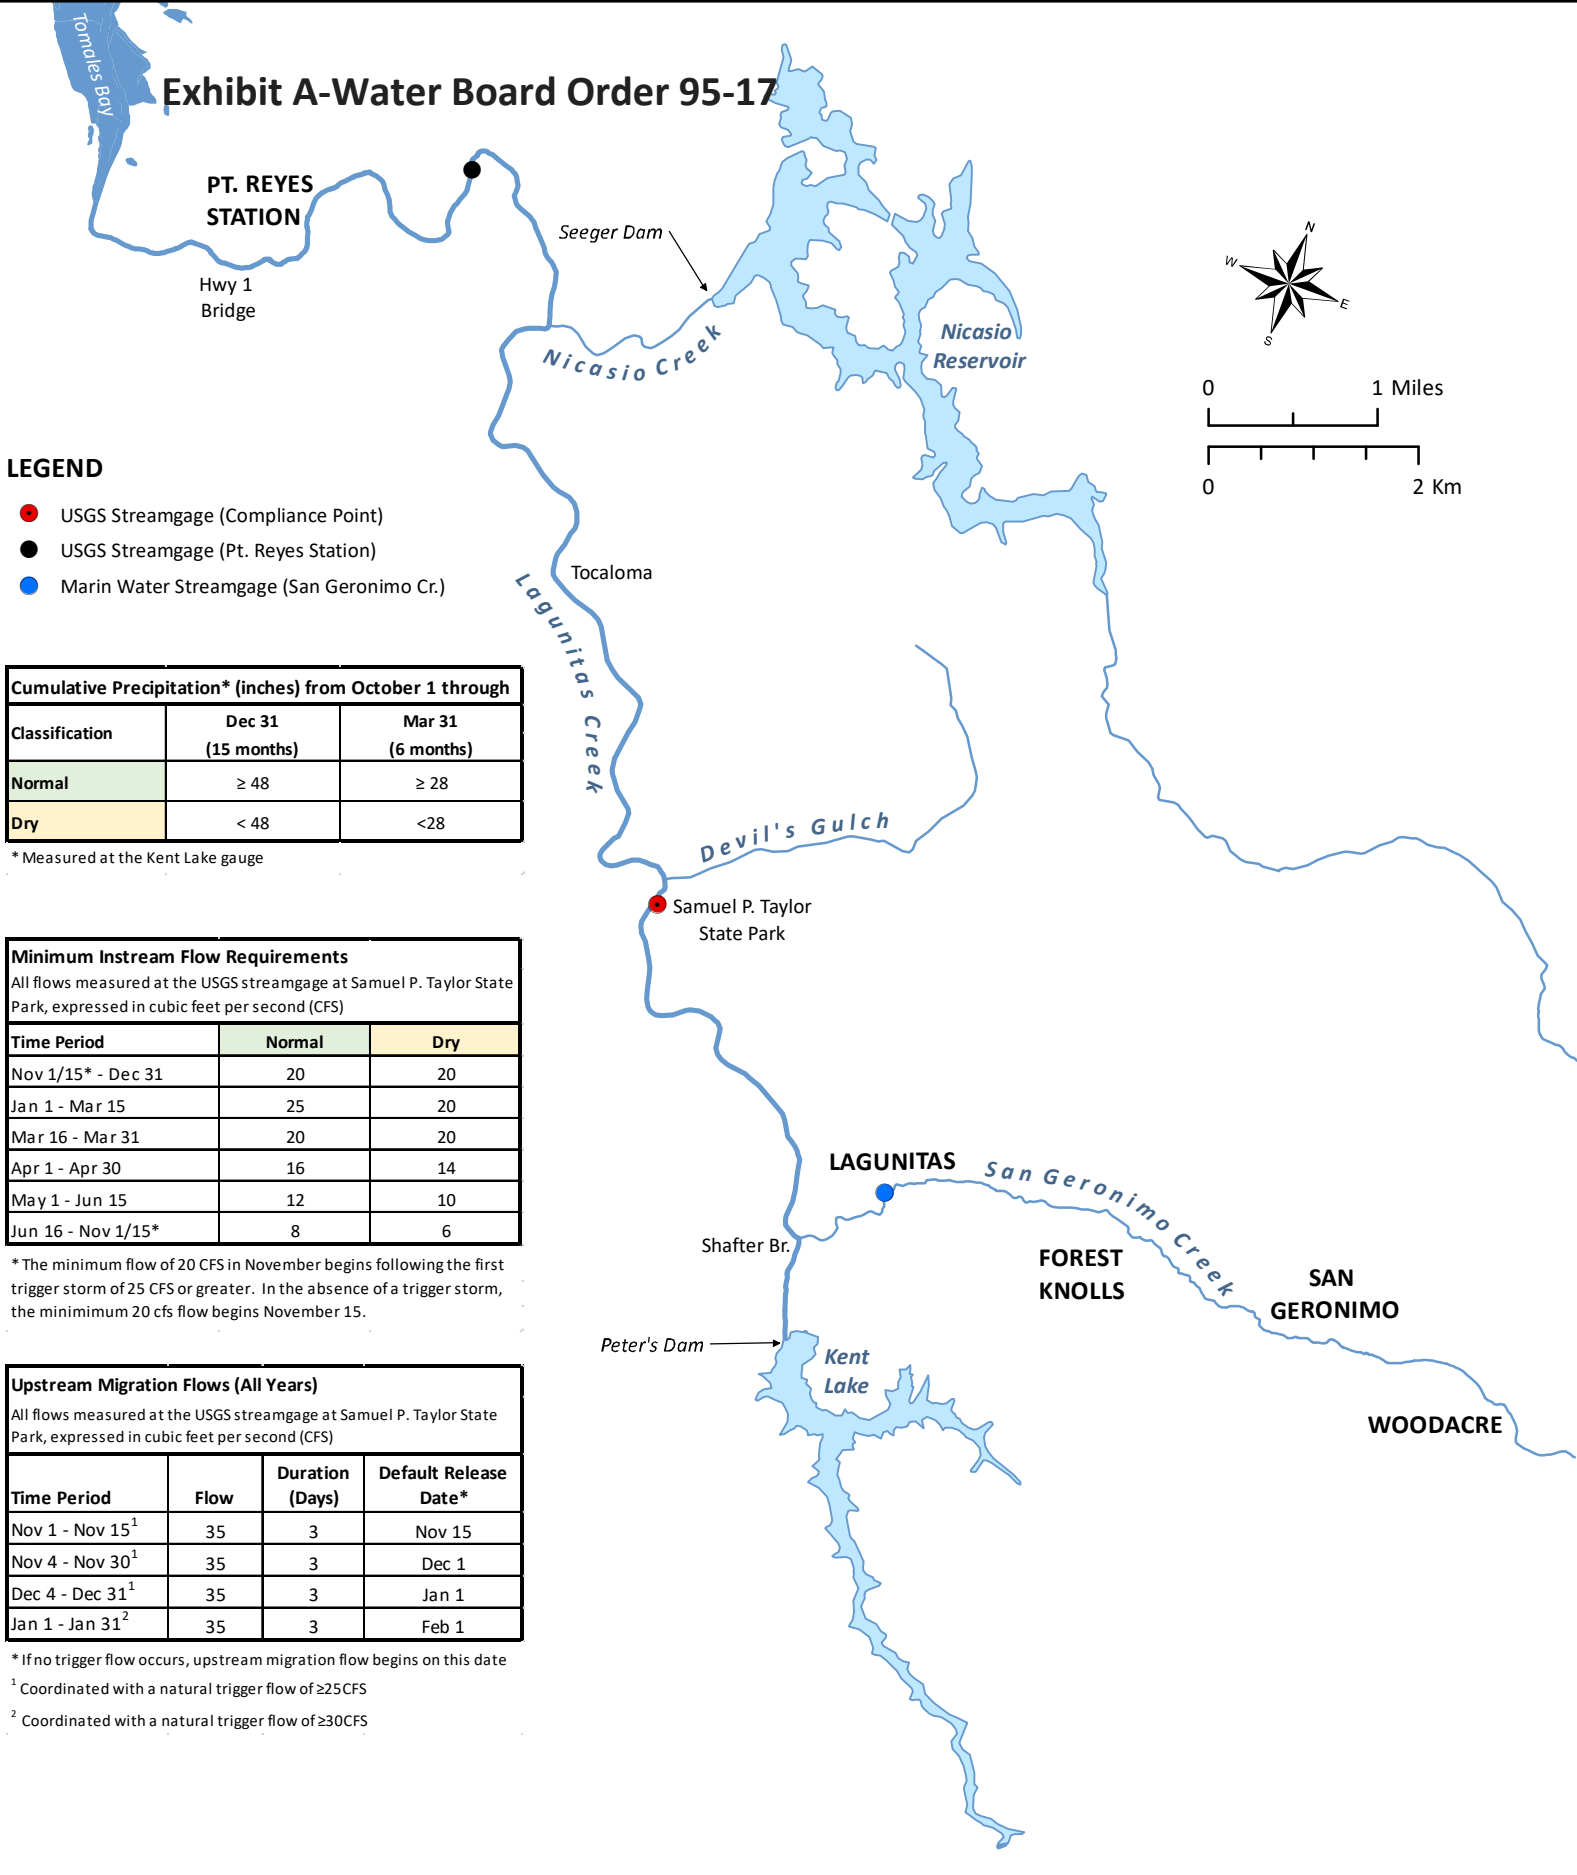 Tomales Bay
Exhibit A-Water Board Order 95-17
PT. REYES
STATION
Hwy 1
Bridge
Seeger Dam
Nicasio Creek
Nicasio
Reservoir
N
W
E
S
0 1 Miles
0 2 Km
LEGEND
USGS Streamgage (Compliance Point)
USGS Streamgage (Pt. Reyes Station)
Marin Water Streamgage (San Geronimo Cr.)
Tocaloma
Lagunitas Creek
Devil's Gulch
Samuel P. Taylor
State Park
LAGUNITAS
San Geronimo Creek
Shafter Br.
FOREST
KNOLLS
SAN
GERONIMO
Peter's Dam
Kent
Lake
WOODACRE
Cumulative Precipitation* (inches) from October 1 through
Classification Dec 31 Mar 31
(15 months) (6 months)
Normal ≥ 48 ≥ 28
Dry < 48 <28
* Measured at the Kent Lake gauge
Minimum Instream Flow Requirements
All flows measured at the USGS streamgage at Samuel P. Taylor State
Park, expressed in cubic feet per second (CFS)
Time Period Normal Dry
Nov 1/15* - Dec 31 20 20
Jan 1 - Mar 15 25 20
Mar 16 - Mar 31 20 20
Apr 1 - Apr 30 16 14
May 1 - Jun 15 12 10
Jun 16 - Nov 1/15* 8 6
* The minimum flow of 20 CFS in November begins following the first
trigger storm of 25 CFS or greater. In the absence of a trigger storm,
the minimimum 20 cfs flow begins November 15.
Upstream Migration Flows (All Years)
All flows measured at the USGS streamgage at Samuel P. Taylor State
Park, expressed in cubic feet per second (CFS)
Duration Default Release
Time Period Flow (Days) Date*
Nov 1 - Nov 15¹ 35 3 Nov 15
Nov 4 - Nov 30¹ 35 3 Dec 1
Dec 4 - Dec 31¹ 35 3 Jan 1
Jan 1 - Jan 31² 35 3 Feb 1
* If no trigger flow occurs, upstream migration flow begins on this date
¹ Coordinated with a natural trigger flow of ≥25CFS
² Coordinated with a natural trigger flow of ≥30CFS